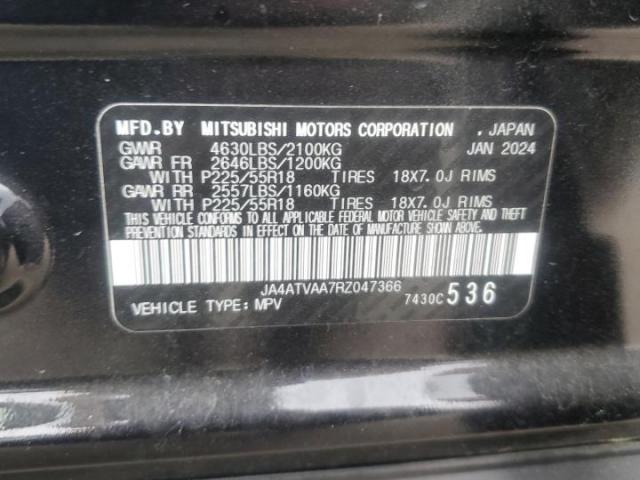 MFD.BY MITSUBISHI MOTORS CORPORATION . JAPAN
GVWR 4630LBS/2100KG JAN 2024
GAWR FR 2646LBS/1200KG
WITH P225/55R18 TIRES 18X7.0J RIMS
GAWR RR 2557LBS/1160KG
WITH P225/55R18 TIRES 18X7.0J RIMS
THIS VEHICLE CONFORMS TO ALL APPLICABLE FEDERAL MOTOR VEHICLE SAFETY AND THEFT
PREVENTION STANDARDS IN EFFECT ON THE DATE OF MANUFACTURE SHOWN ABOVE.
JA4ATVAA7RZ047366
VEHICLE TYPE: MPV 7430C 536